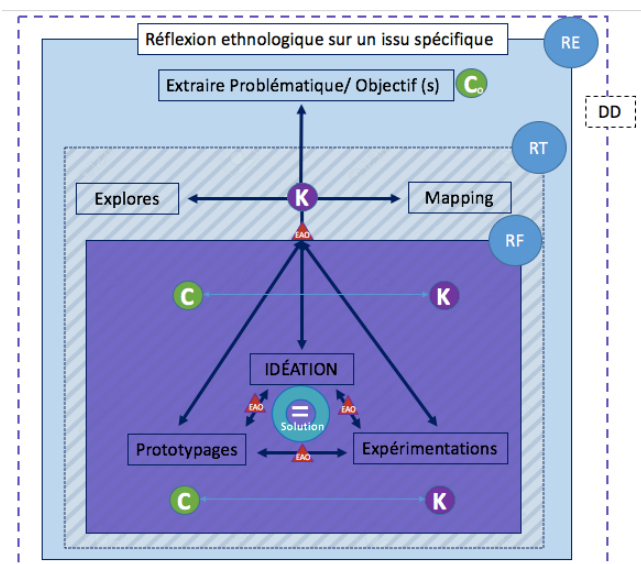 Réflexion ethnologique sur un issu spécifique
RE
Extraire Problématique/ Objectif (s)
C₀
DD
RT
Explores
K
Mapping
EAO
RF
C
K
IDÉATION
EAO
EAO
=
Solution
Prototypages
EAO
Expérimentations
C
K